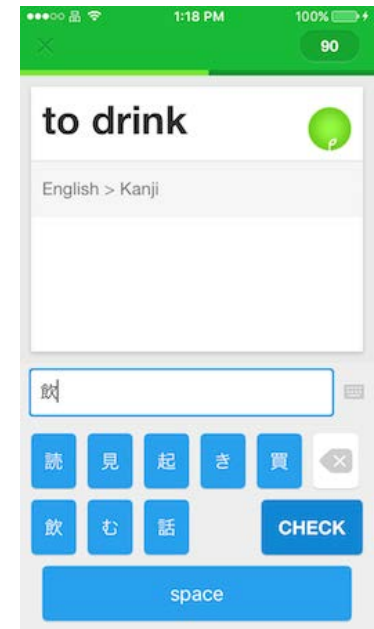 品 1:18 PM 100%
90
to drink
English > Kanji
飲
読 見 起 き 買
飲 む 話 CHECK
space